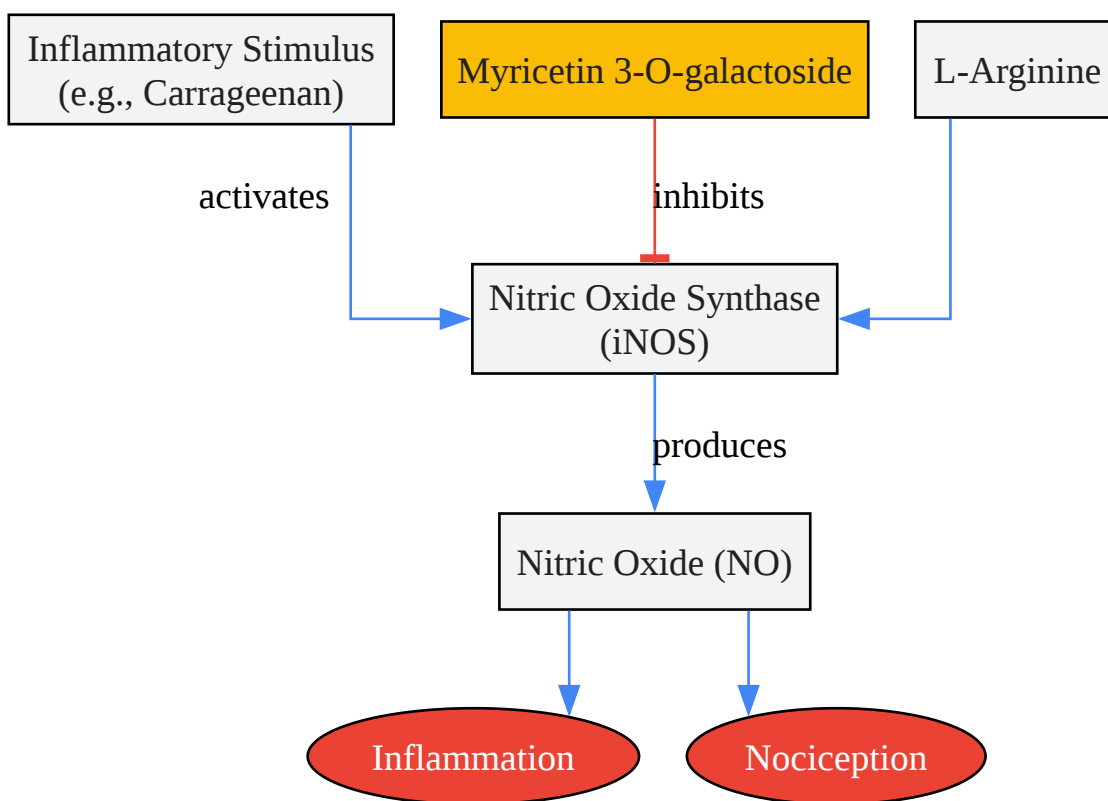 Inflammatory Stimulus
(e.g., Carrageenan)
Myricetin 3-O-galactoside
L-Arginine
activates
inhibits
Nitric Oxide Synthase
(iNOS)
produces
Nitric Oxide (NO)
Inflammation
Nociception